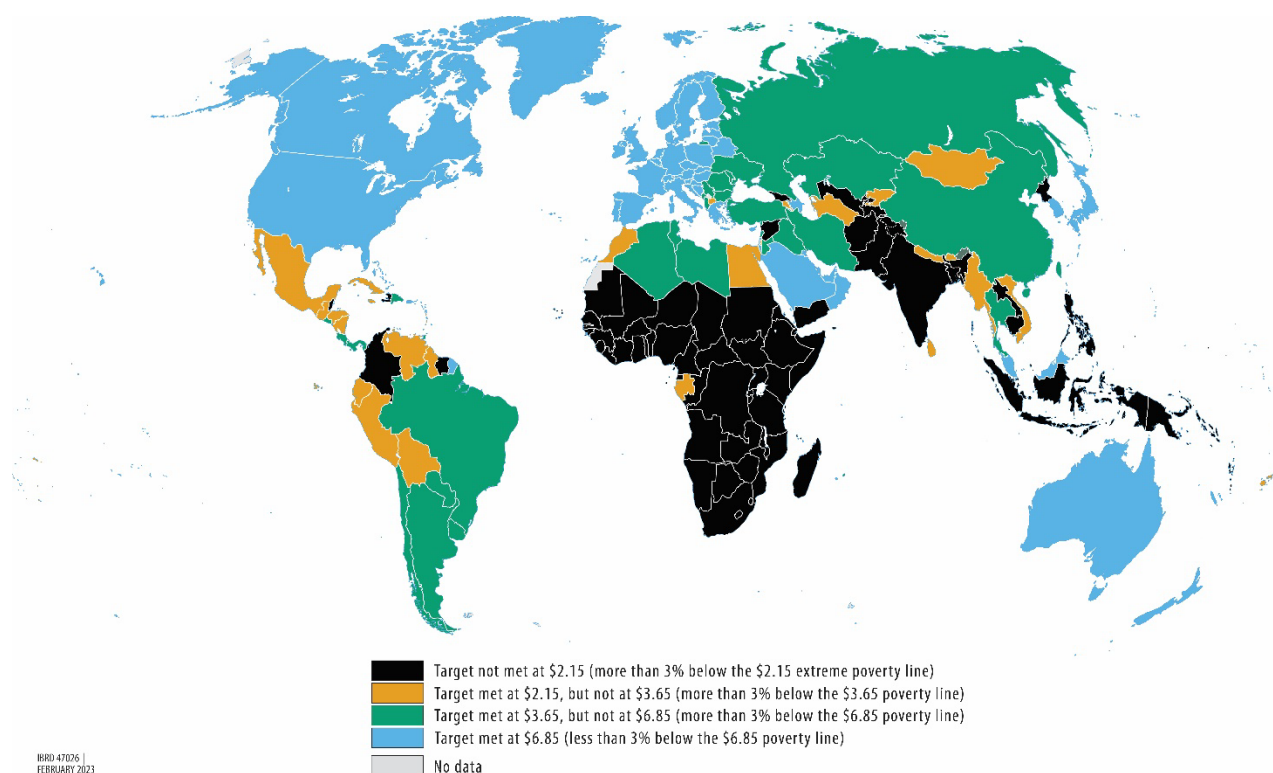 Target not met at $2.15 (more than 3% below the $2.15 extreme poverty line)
Target met at $2.15, but not at $3.65 (more than 3% below the $3.65 poverty line)
Target met at $3.65, but not at $6.85 (more than 3% below the $6.85 poverty line)
Target met at $6.85 (less than 3% below the $6.85 poverty line)
No data
IBRD 47026 |
FEBRUARY 2023